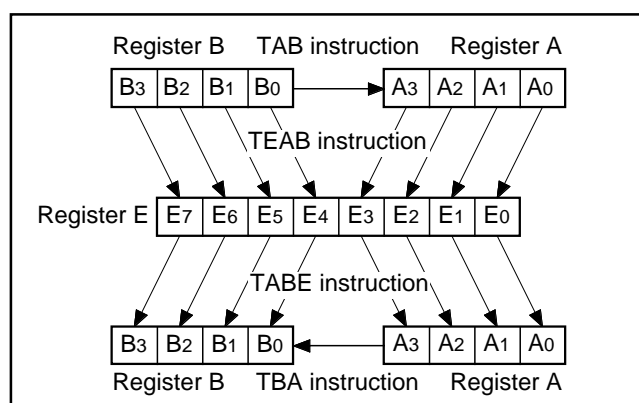 Register B TAB instruction Register A
B3 B2 B1 B0 A3 A2 A1 A0
TEAB instruction
Register E E7 E6 E5 E4 E3 E2 E1 E0
TABE instruction
B3 B2 B1 B0 A3 A2 A1 A0
Register B TBA instruction Register A